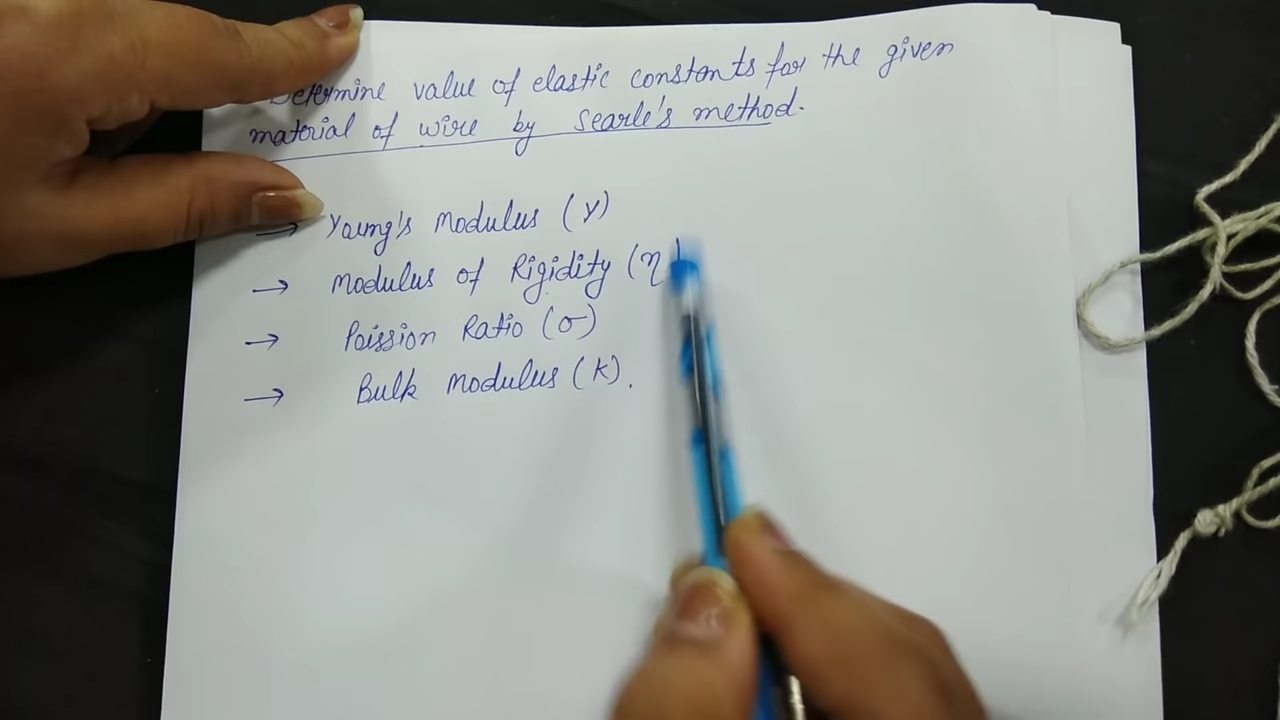 Determine value of elastic constants for the given
material of wire by Searle's method.
→ Young's Modulus (Y)
→ Modulus of Rigidity (η)
→ Poission Ratio (σ)
→ Bulk Modulus (K).